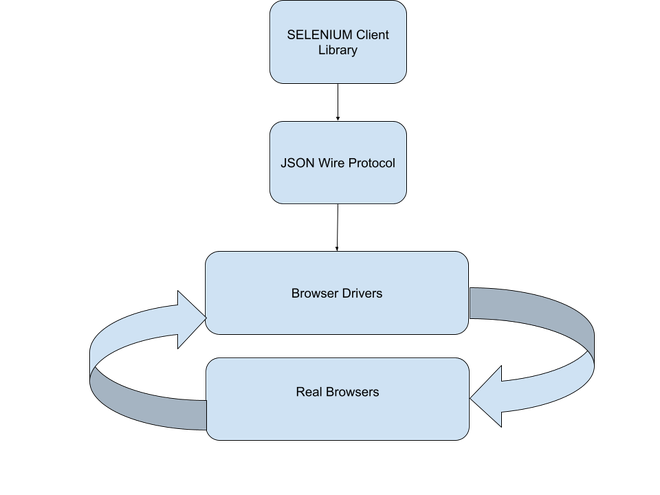 SELENIUM Client
Library
JSON Wire Protocol
Browser Drivers
Real Browsers